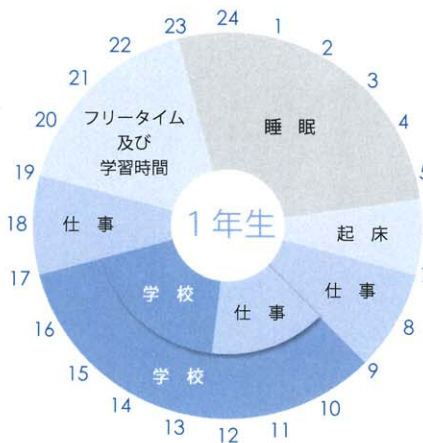 24
1
2
3
4
5
8
9
10
11
12
13
14
15
16
17
18
19
20
21
22
23
睡 眠
起 床
仕 事
仕 事
学 校
学 校
仕 事
フリータイム
及び
学習時間
1年生